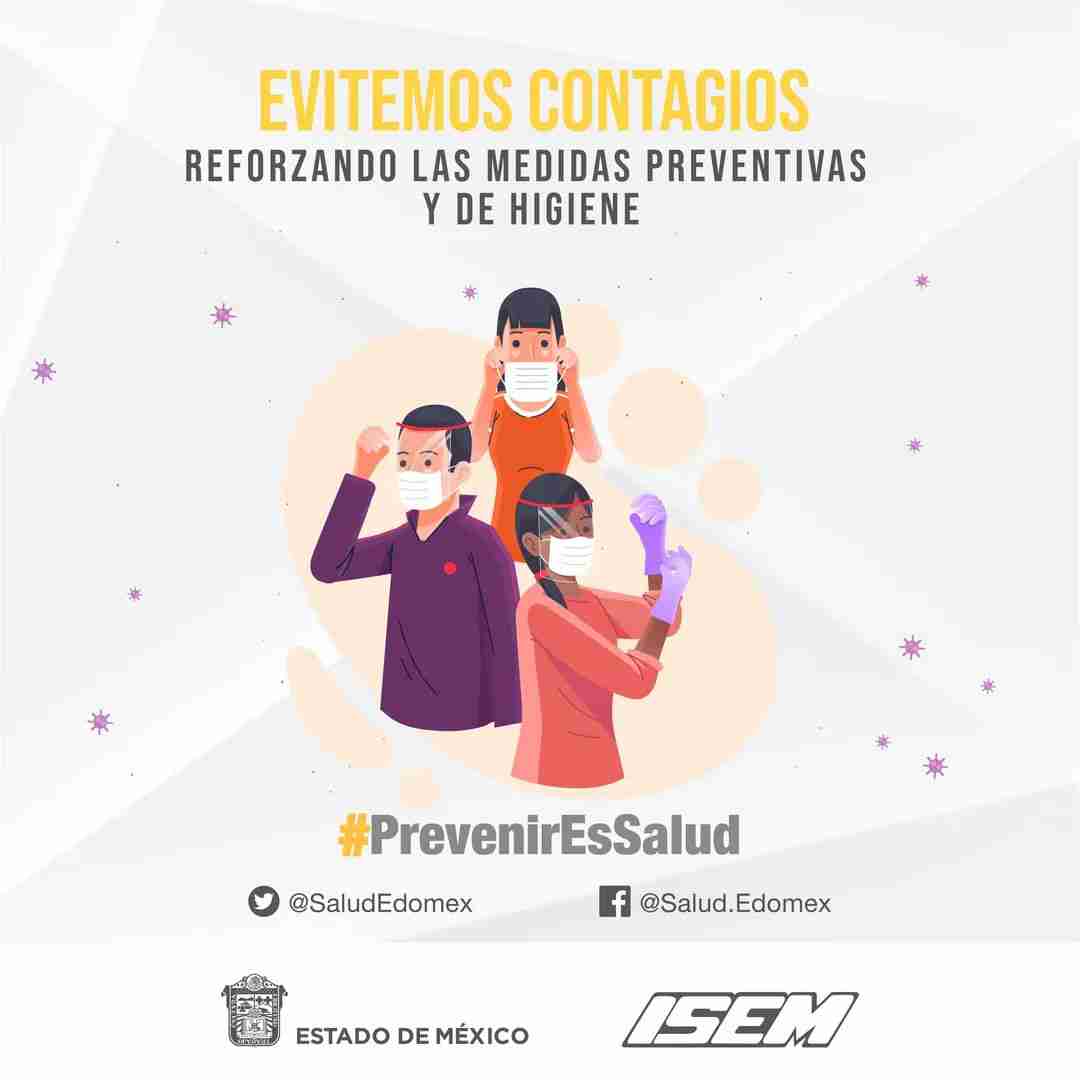 EVITEMOS CONTAGIOS
REFORZANDO LAS MEDIDAS PREVENTIVAS
Y DE HIGIENE
#PrevenirEsSalud
@SaludEdomex
@Salud.Edomex
ESTADO DE MÉXICO
ISEM